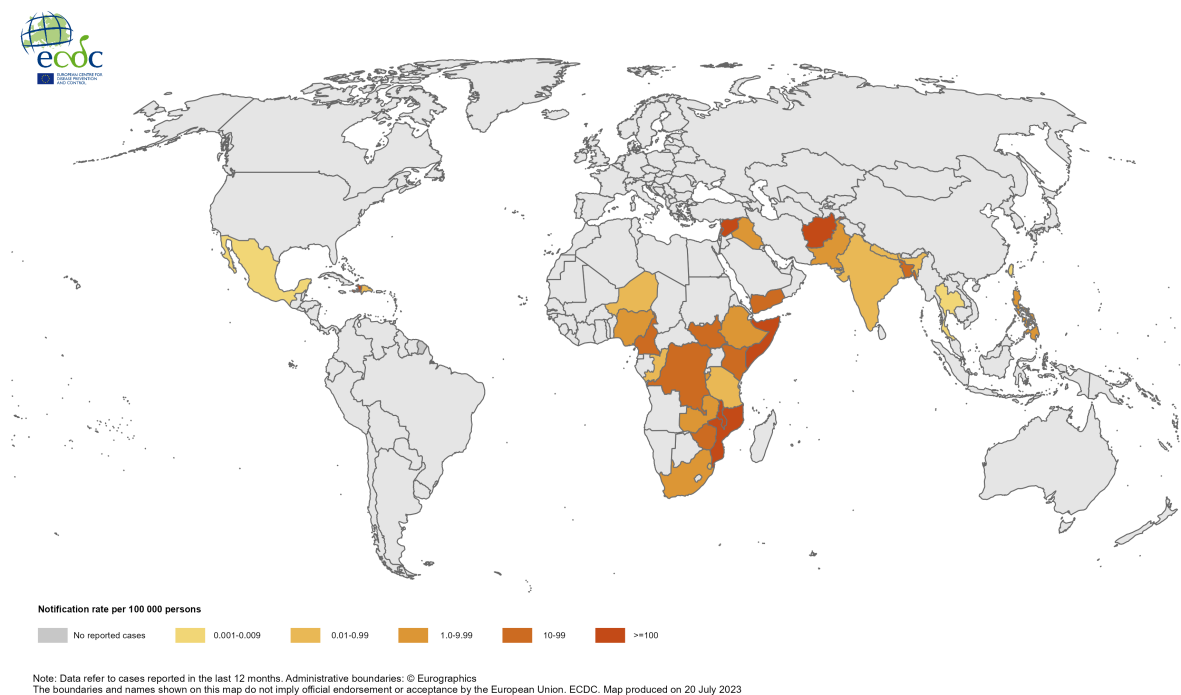 ecdc
EUROPEAN CENTRE FOR
DISEASE PREVENTION
AND CONTROL
Notification rate per 100 000 persons
No reported cases
0.001-0.009
0.01-0.99
1.0-9.99
10-99
>=100
Note: Data refer to cases reported in the last 12 months. Administrative boundaries: © Eurographics
The boundaries and names shown on this map do not imply official endorsement or acceptance by the European Union. ECDC. Map produced on 20 July 2023